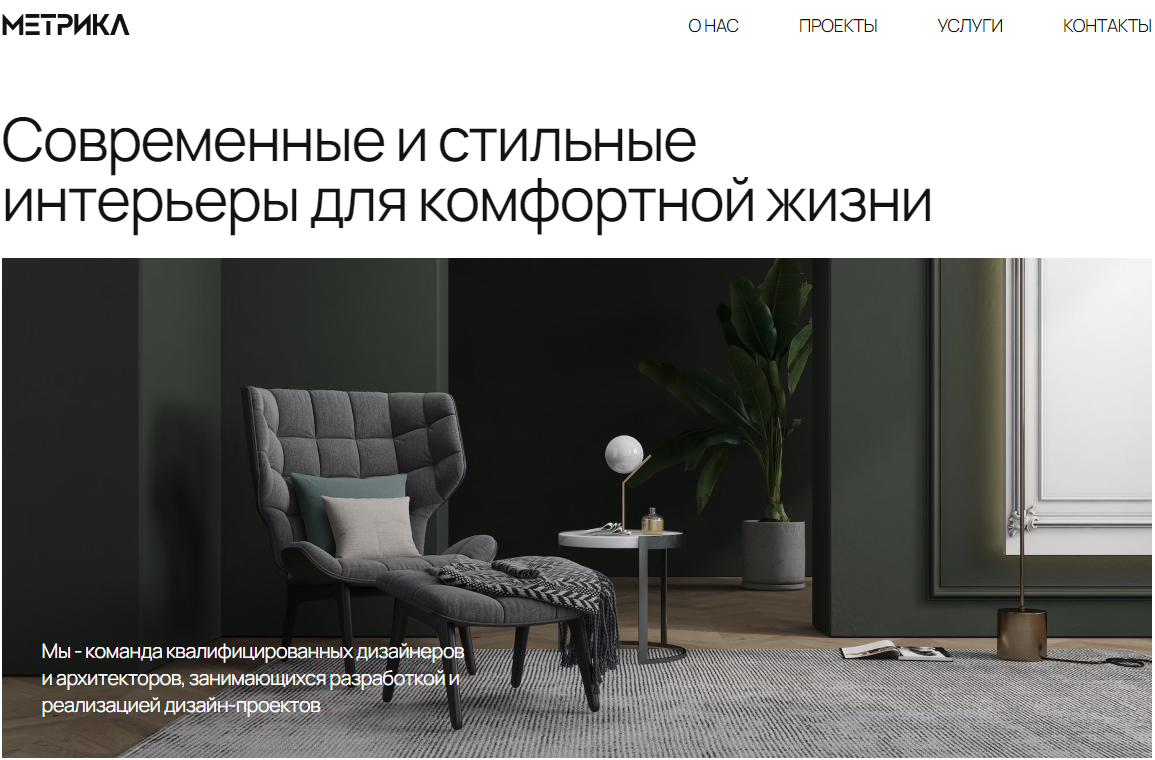 МЕТРИКА
О НАС ПРОЕКТЫ УСЛУГИ КОНТАКТЫ
Современные и стильные
интерьеры для комфортной жизни
Мы - команда квалифицированных дизайнеров
и архитекторов, занимающихся разработкой и
реализацией дизайн-проектов